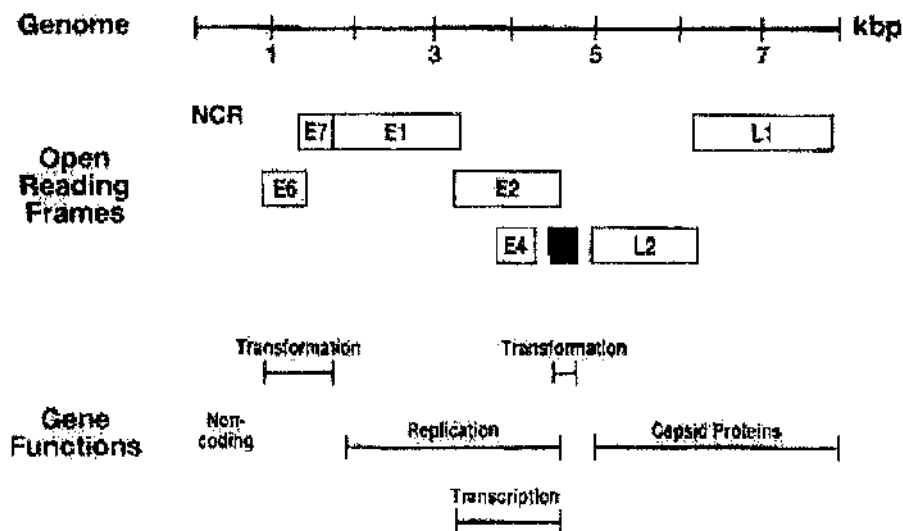 Genome
kbp
1 3 5 7
NCR
E7 E1 L1
Open
Reading
Frames
E6 E2
E4 L2
Transformation Transformation
Gene
Functions
Non-
coding
Replication Capsid Proteins
Transcription